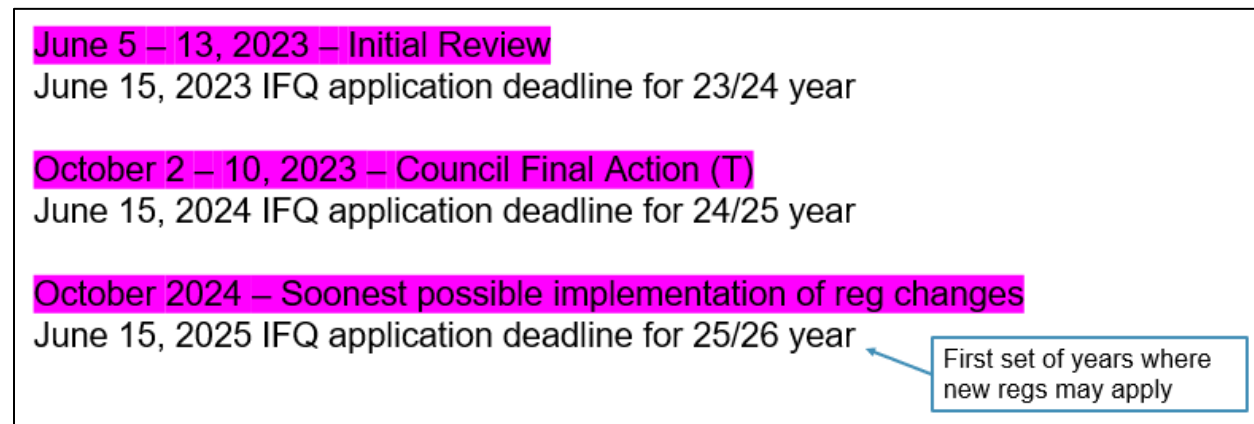 June 5 – 13, 2023 – Initial Review
June 15, 2023 IFQ application deadline for 23/24 year
October 2 – 10, 2023 – Council Final Action (T)
June 15, 2024 IFQ application deadline for 24/25 year
October 2024 – Soonest possible implementation of reg changes
June 15, 2025 IFQ application deadline for 25/26 year
First set of years where
new regs may apply